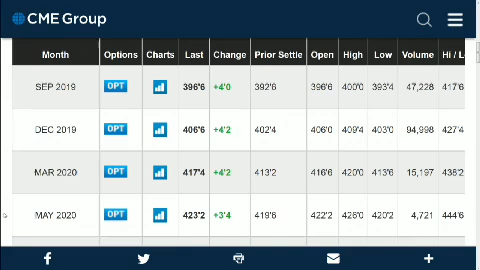 CME Group
Month Options Charts Last Change Prior Settle Open High Low Volume Hi / L
SEP 2019 OPT 396'6 +4'0 392'6 396'6 400'0 393'4 47,228 417'6
DEC 2019 OPT 406'6 +4'2 402'4 406'0 409'4 403'0 94,998 427'4
MAR 2020 OPT 417'4 +4'2 413'2 416'6 420'0 413'6 15,197 438'2
MAY 2020 OPT 423'2 +3'4 419'6 422'2 426'0 420'2 4,721 444'6